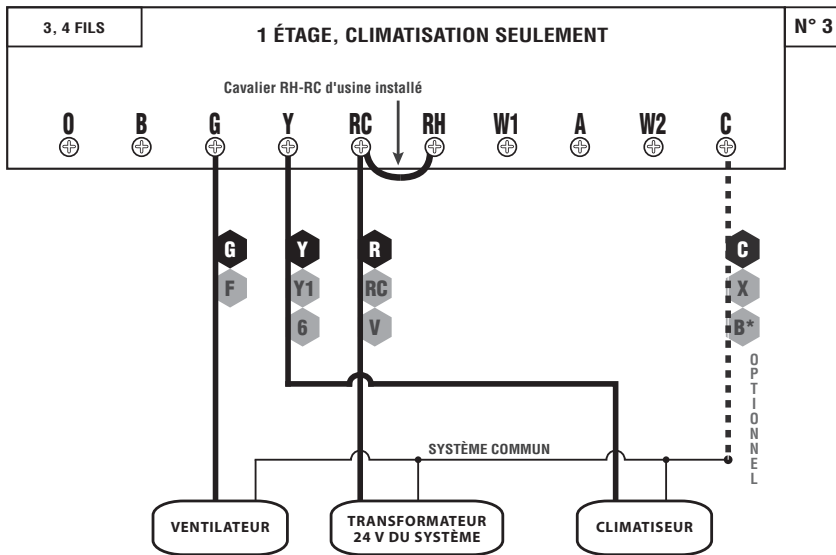 3, 4 FILS
1 ÉTAGE, CLIMATISATION SEULEMENT
N° 3
Cavalier RH-RC d'usine installé
O B G Y RC RH W1 A W2 C
G Y R C
F Y1 RC X
6 V B*
OPTIONNEL
SYSTÈME COMMUN
VENTILATEUR
TRANSFORMATEUR
24 V DU SYSTÈME
CLIMATISEUR